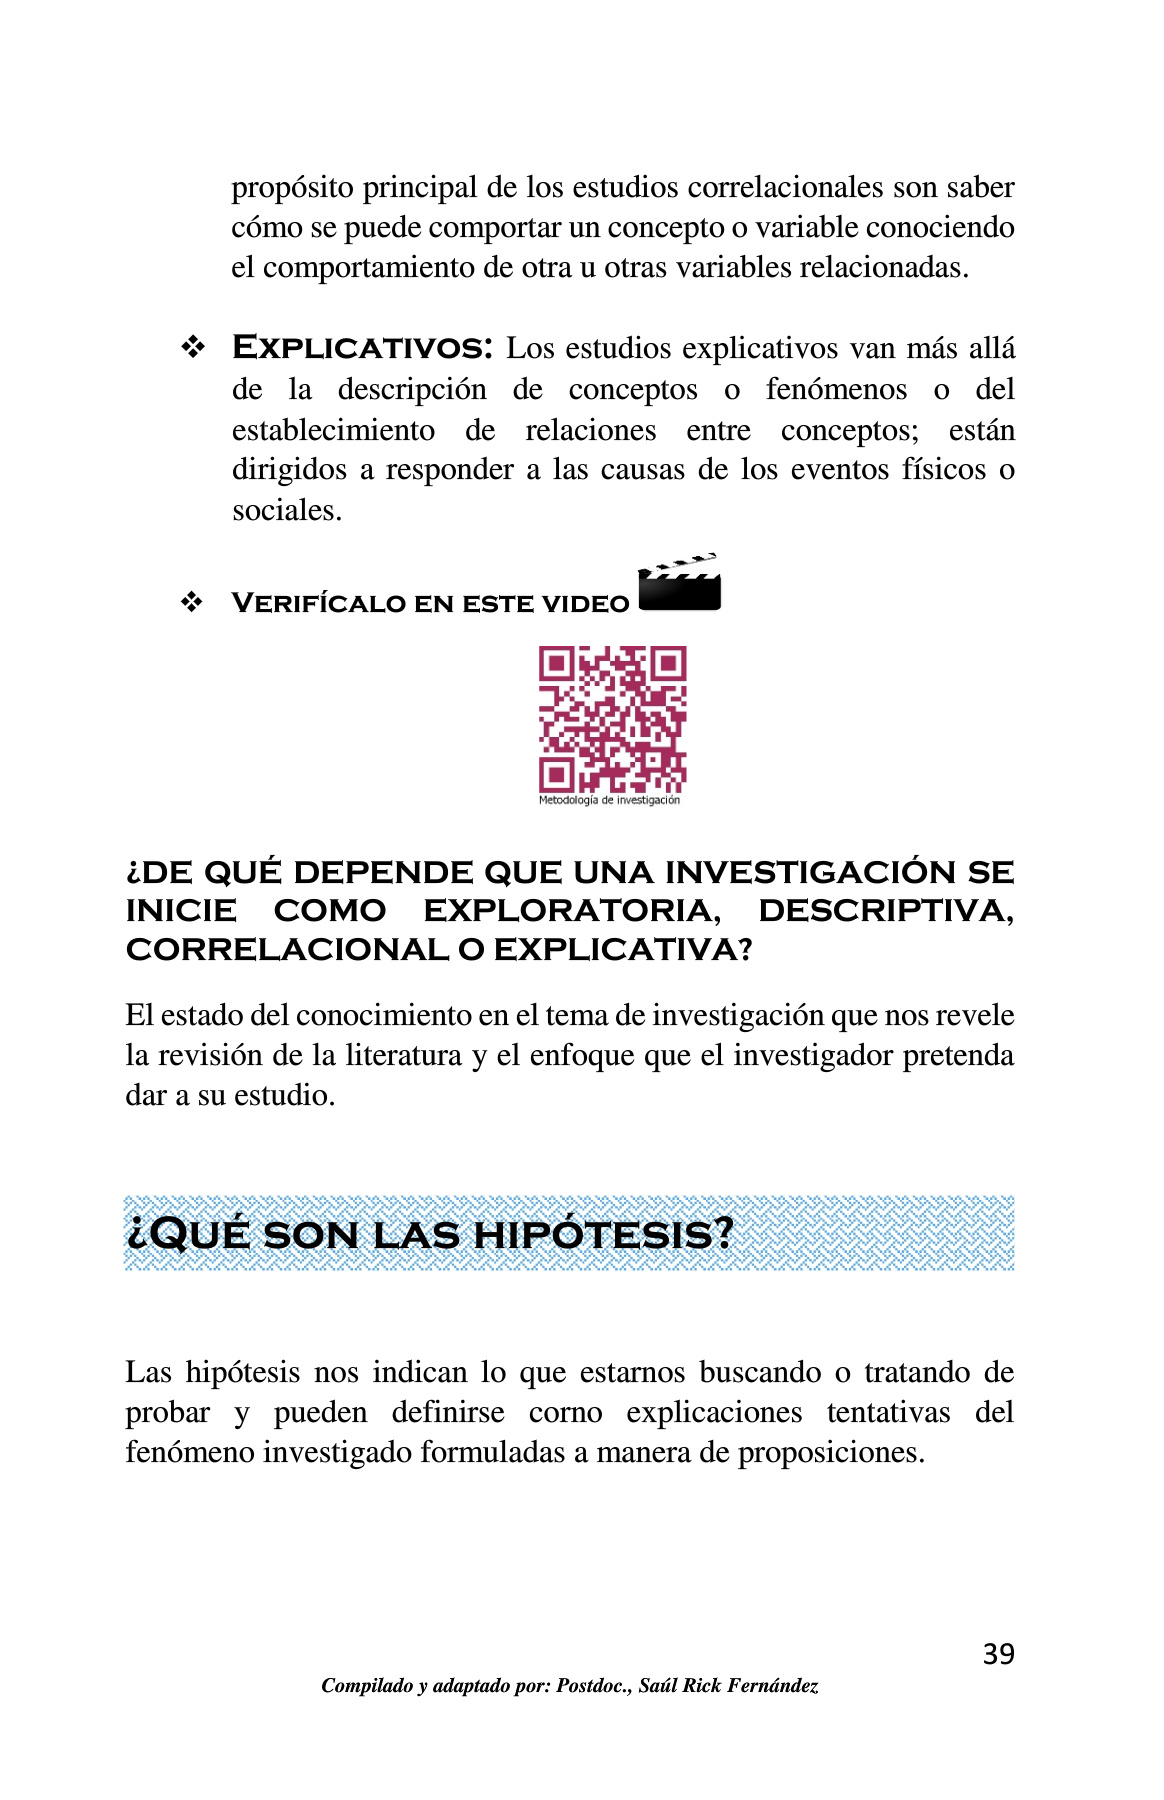 propósito principal de los estudios correlacionales son saber
cómo se puede comportar un concepto o variable conociendo
el comportamiento de otra u otras variables relacionadas.
❖ EXPLICATIVOS: Los estudios explicativos van más allá
de la descripción de conceptos o fenómenos o del
establecimiento de relaciones entre conceptos; están
dirigidos a responder a las causas de los eventos físicos o
sociales.
❖ VERIFÍCALO EN ESTE VIDEO
Metodología de investigación
¿DE QUÉ DEPENDE QUE UNA INVESTIGACIÓN SE
INICIE COMO EXPLORATORIA, DESCRIPTIVA,
CORRELACIONAL O EXPLICATIVA?
El estado del conocimiento en el tema de investigación que nos revele
la revisión de la literatura y el enfoque que el investigador pretenda
dar a su estudio.
¿QUÉ SON LAS HIPÓTESIS?
Las hipótesis nos indican lo que estarnos buscando o tratando de
probar y pueden definirse corno explicaciones tentativas del
fenómeno investigado formuladas a manera de proposiciones.
39
Compilado y adaptado por: Postdoc., Saúl Rick Fernández